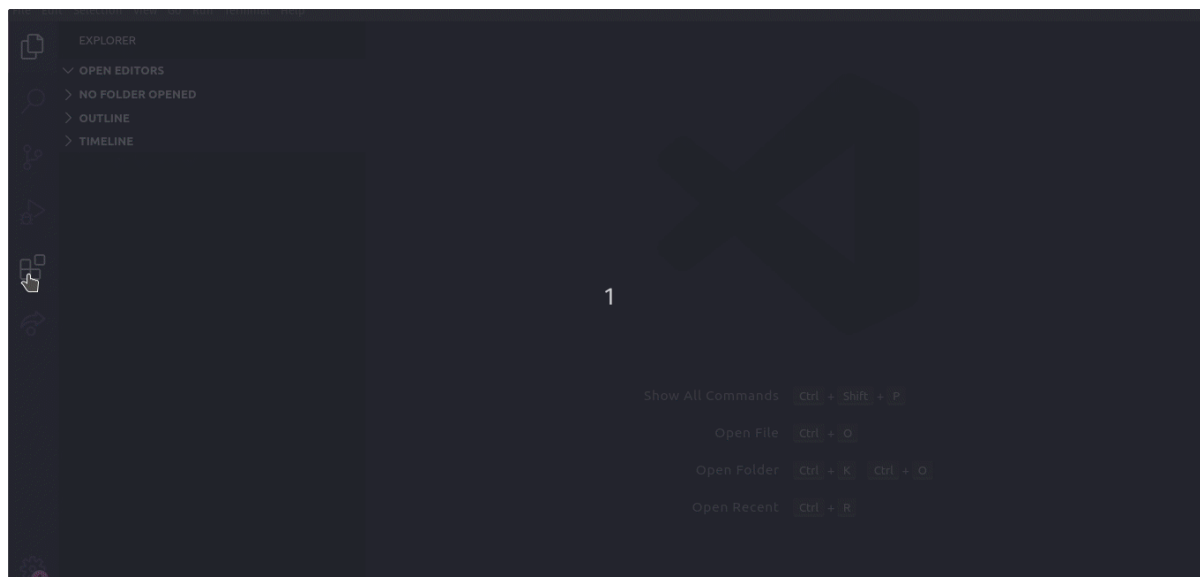 EXPLORER
OPEN EDITORS
NO FOLDER OPENED
OUTLINE
TIMELINE
1
Show All Commands Ctrl + Shift + P
Open File Ctrl + O
Open Folder Ctrl + K Ctrl + O
Open Recent Ctrl + R